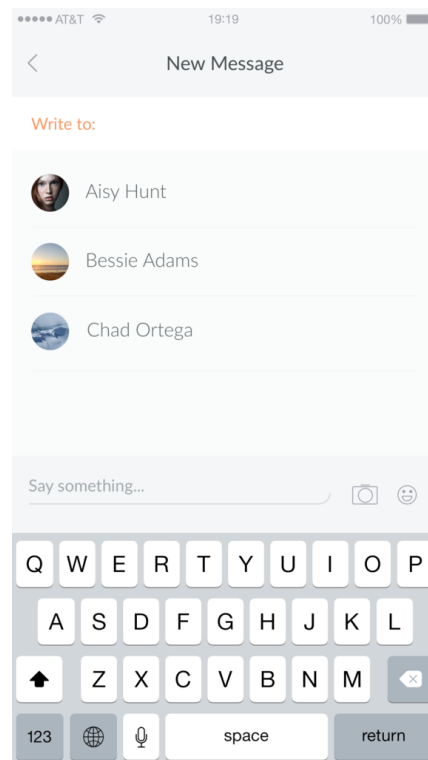 AT&T 19:19 100%
New Message
Write to:
Aisy Hunt
Bessie Adams
Chad Ortega
Say something...
Q W E R T Y U I O P
A S D F G H J K L
Z X C V B N M
123 space return